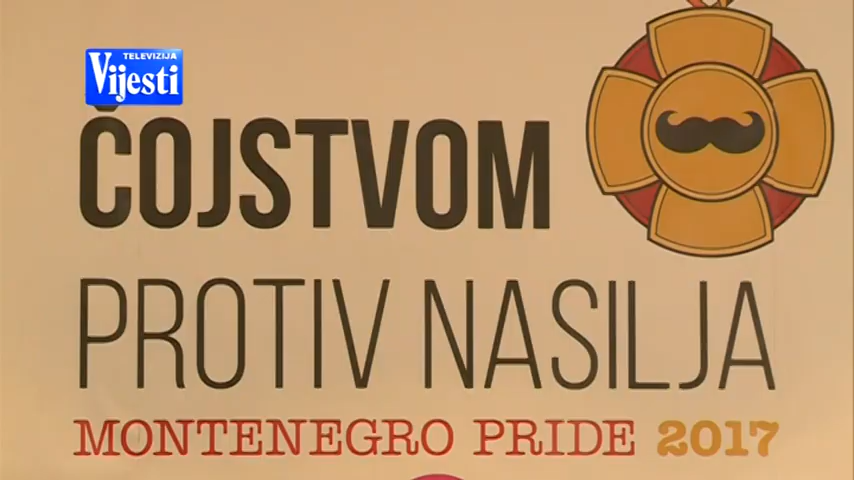 TELEVIZIJA
Vijesti
ČOJSTVOM
PROTIV NASILJA
MONTENEGRO PRIDE 2017